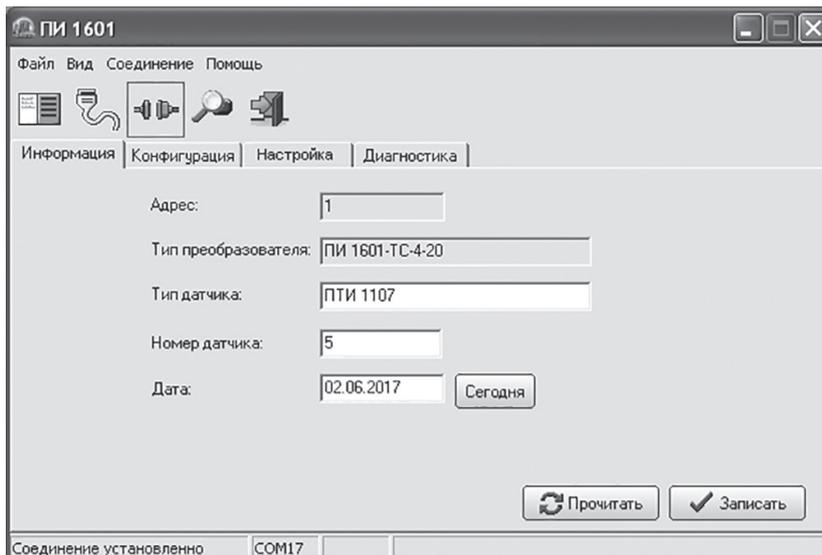 ПИ 1601
Файл Вид Соединение Помощь
Информация Конфигурация Настройка Диагностика
Адрес: 1
Тип преобразователя: ПИ 1601-ТС-4-20
Тип датчика: ПТИ 1107
Номер датчика: 5
Дата: 02.06.2017 Сегодня
Прочитать Записать
Соединение установленно COM17